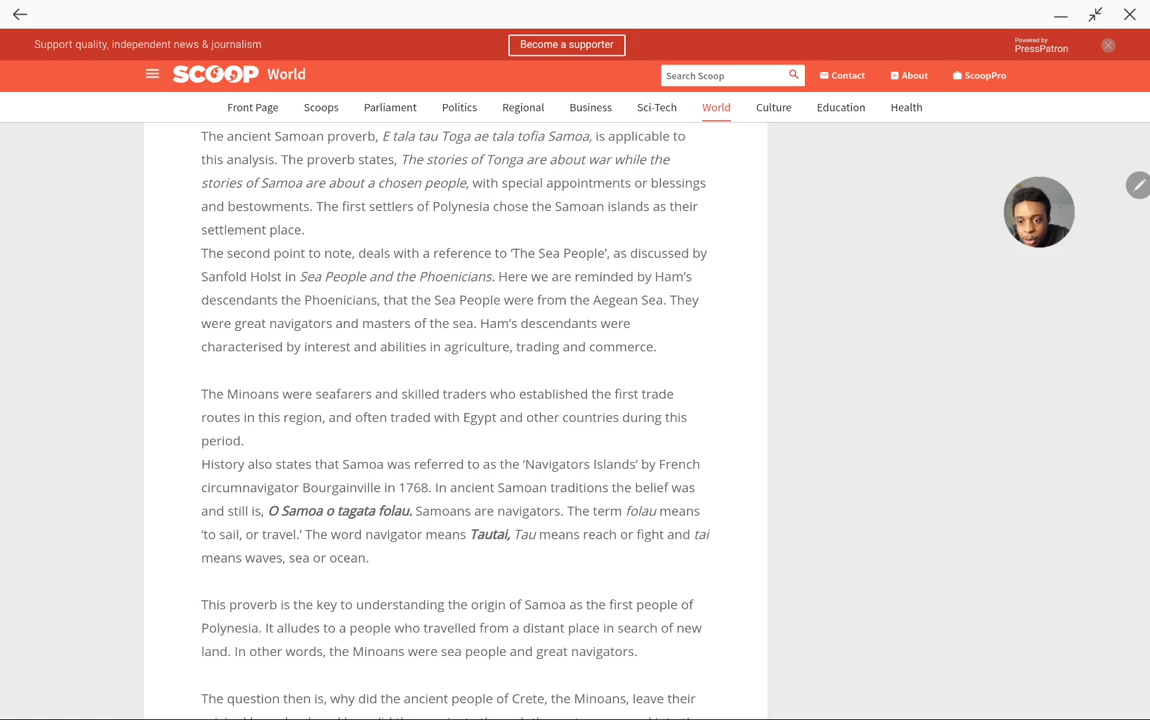 Support quality, independent news & journalism
Become a supporter
Powered by
PressPatron
SCOOP World
Search Scoop
Contact
About
ScoopPro
Front Page
Scoops
Parliament
Politics
Regional
Business
Sci-Tech
World
Culture
Education
Health
The ancient Samoan proverb, E tala tau Toga ae tala tofia Samoa, is applicable to
this analysis. The proverb states, The stories of Tonga are about war while the
stories of Samoa are about a chosen people, with special appointments or blessings
and bestowments. The first settlers of Polynesia chose the Samoan islands as their
settlement place.
The second point to note, deals with a reference to ‘The Sea People’, as discussed by
Sanfold Holst in Sea People and the Phoenicians. Here we are reminded by Ham’s
descendants the Phoenicians, that the Sea People were from the Aegean Sea. They
were great navigators and masters of the sea. Ham’s descendants were
characterised by interest and abilities in agriculture, trading and commerce.
The Minoans were seafarers and skilled traders who established the first trade
routes in this region, and often traded with Egypt and other countries during this
period.
History also states that Samoa was referred to as the ‘Navigators Islands’ by French
circumnavigator Bourgainville in 1768. In ancient Samoan traditions the belief was
and still is, O Samoa o tagata folau. Samoans are navigators. The term folau means
‘to sail, or travel.’ The word navigator means Tautai, Tau means reach or fight and tai
means waves, sea or ocean.
This proverb is the key to understanding the origin of Samoa as the first people of
Polynesia. It alludes to a people who travelled from a distant place in search of new
land. In other words, the Minoans were sea people and great navigators.
The question then is, why did the ancient people of Crete, the Minoans, leave their